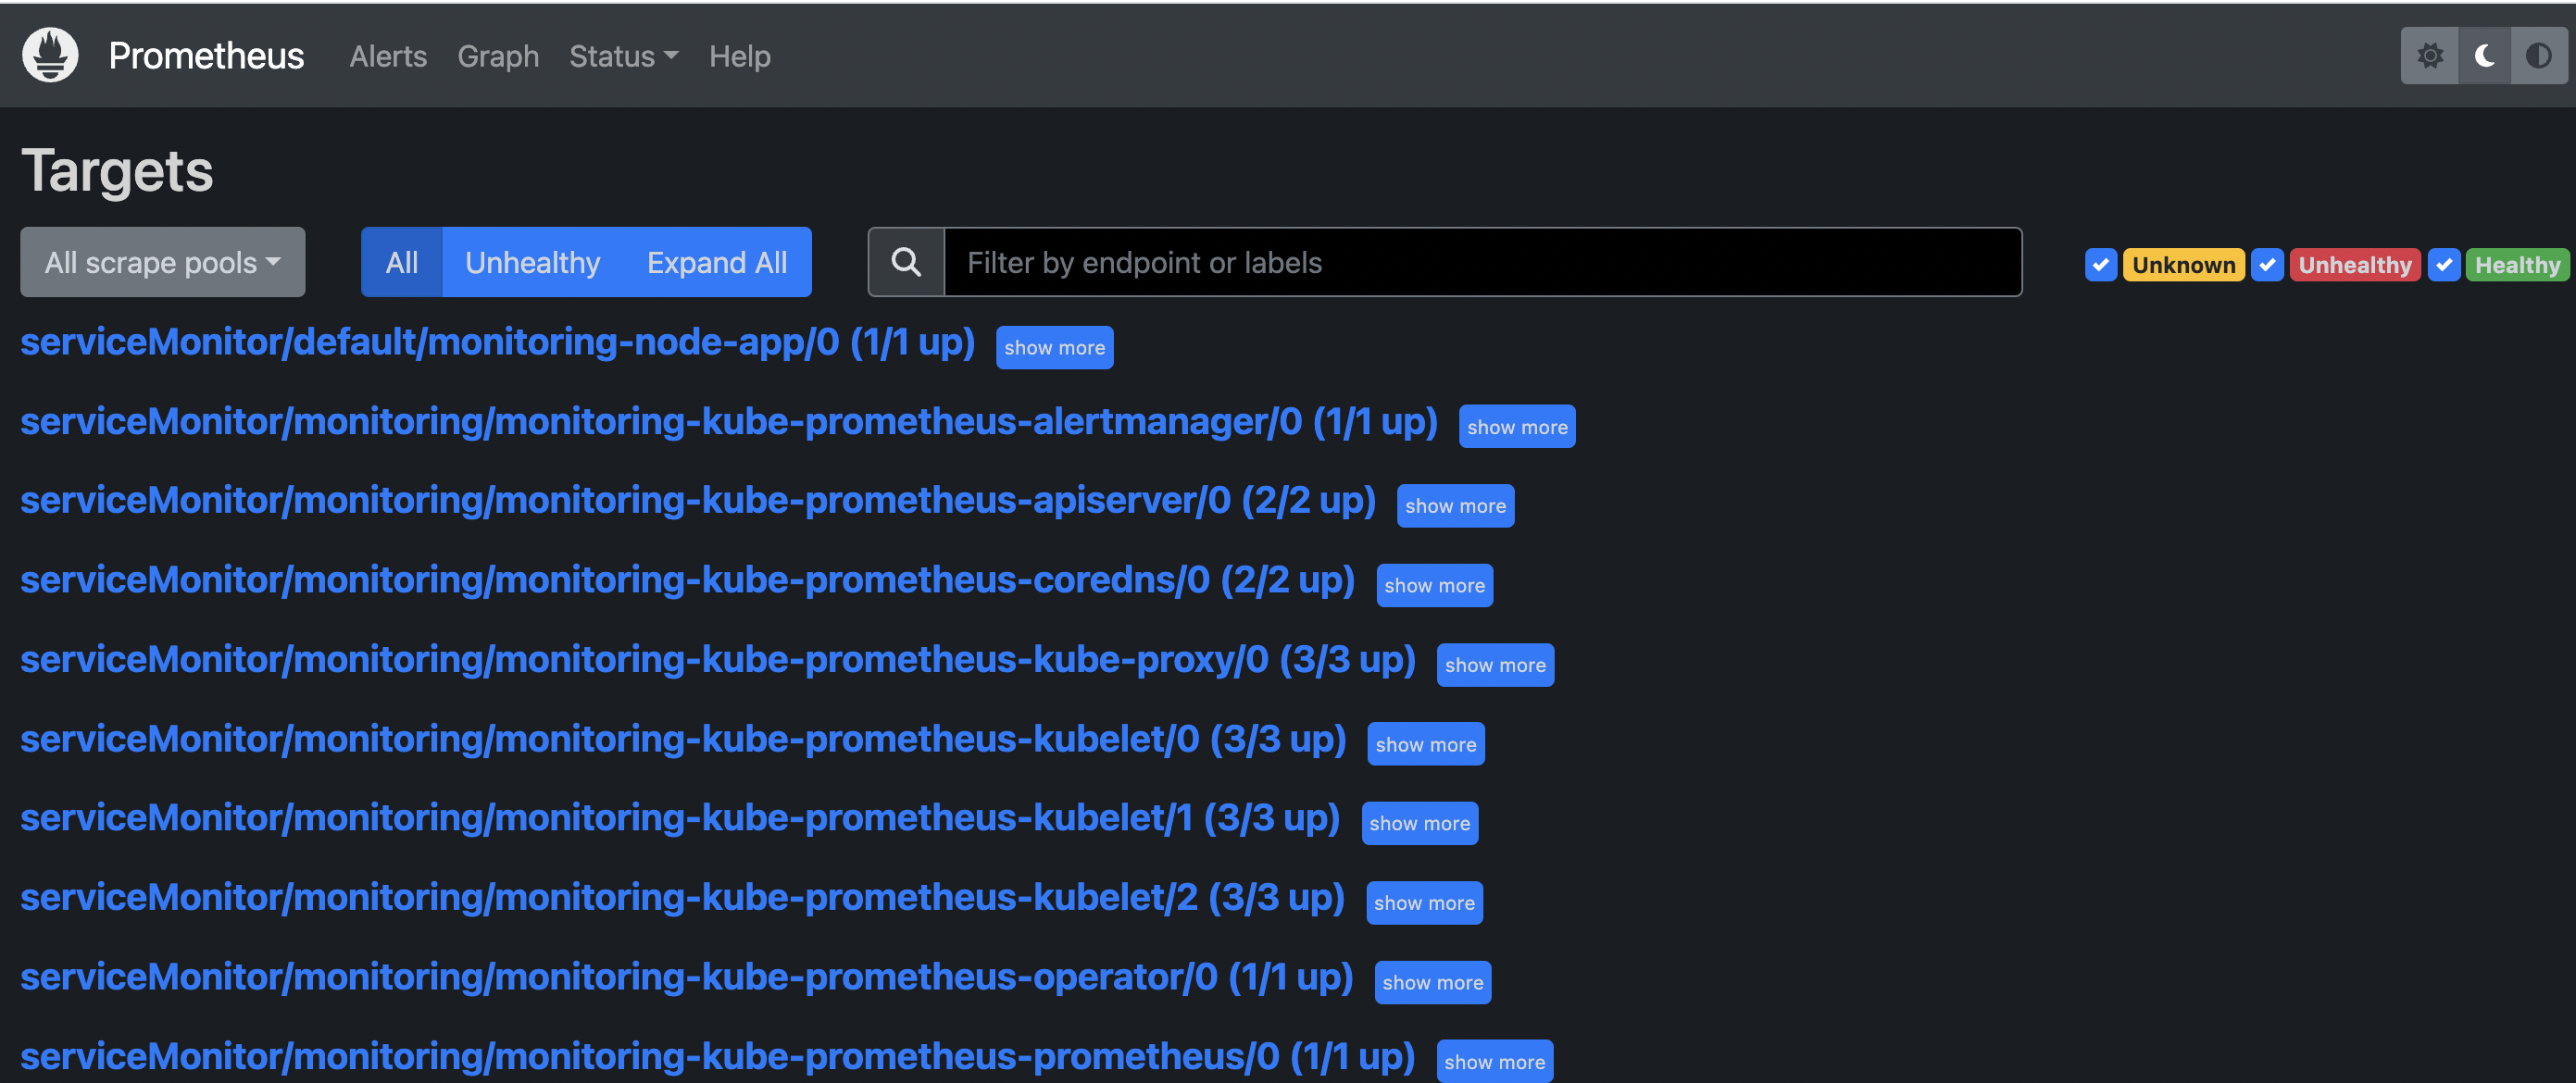 Prometheus Alerts Graph Status Help
Targets
All scrape pools All Unhealthy Expand All Filter by endpoint or labels Unknown Unhealthy Healthy
serviceMonitor/default/monitoring-node-app/0 (1/1 up) show more
serviceMonitor/monitoring/monitoring-kube-prometheus-alertmanager/0 (1/1 up) show more
serviceMonitor/monitoring/monitoring-kube-prometheus-apiserver/0 (2/2 up) show more
serviceMonitor/monitoring/monitoring-kube-prometheus-coredns/0 (2/2 up) show more
serviceMonitor/monitoring/monitoring-kube-prometheus-kube-proxy/0 (3/3 up) show more
serviceMonitor/monitoring/monitoring-kube-prometheus-kubelet/0 (3/3 up) show more
serviceMonitor/monitoring/monitoring-kube-prometheus-kubelet/1 (3/3 up) show more
serviceMonitor/monitoring/monitoring-kube-prometheus-kubelet/2 (3/3 up) show more
serviceMonitor/monitoring/monitoring-kube-prometheus-operator/0 (1/1 up) show more
serviceMonitor/monitoring/monitoring-kube-prometheus-prometheus/0 (1/1 up) show more